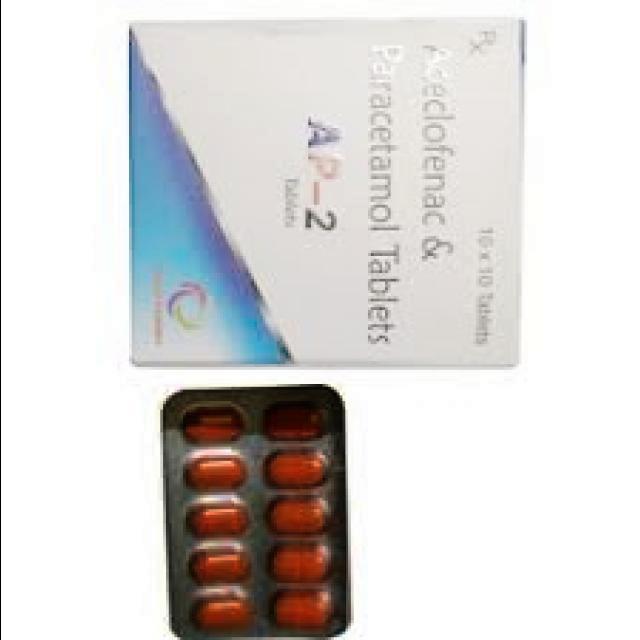 Rx
10 x 10 Tablets
Aceclofenac &
Paracetamol Tablets
AP-2
Tablets